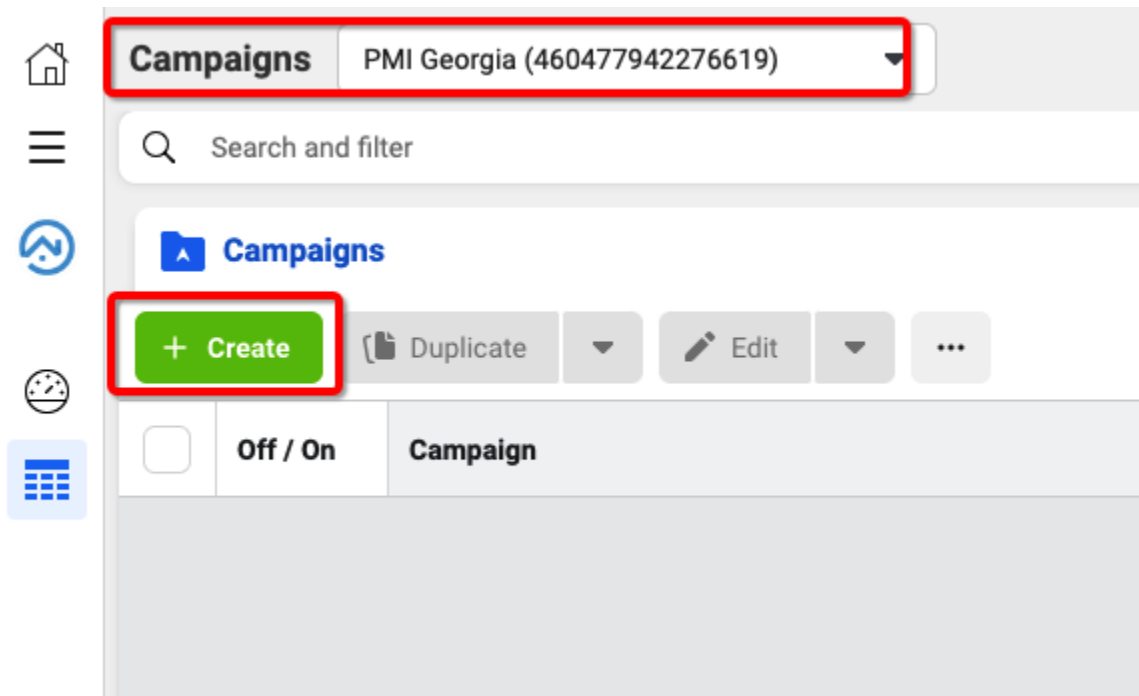 Campaigns PMI Georgia (460477942276619)
Search and filter
Campaigns
+ Create Duplicate Edit ...
Off / On Campaign